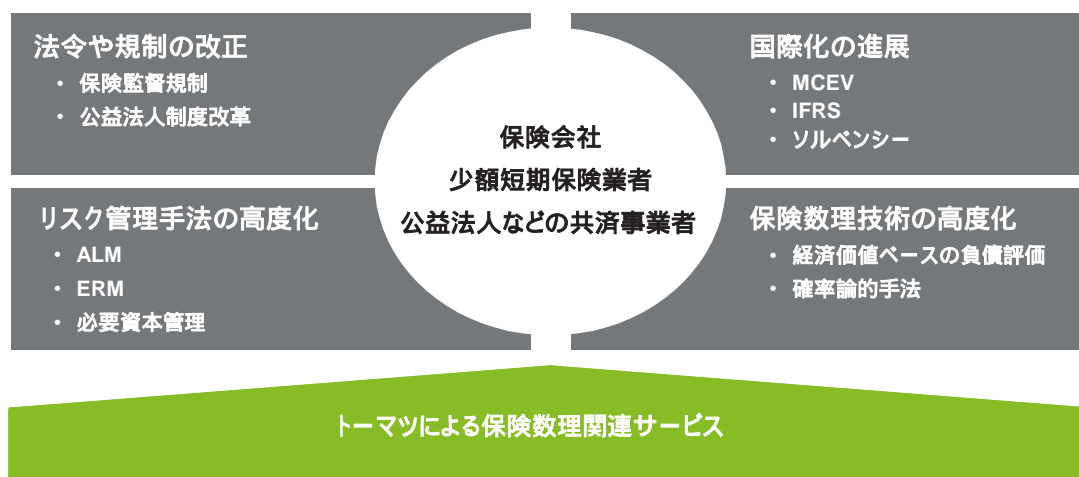 法令や規制の改正
・ 保険監督規制
・ 公益法人制度改革
国際化の進展
・ MCEV
・ IFRS
・ ソルベンシー
保険会社
少額短期保険業者
公益法人などの共済事業者
リスク管理手法の高度化
・ ALM
・ ERM
・ 必要資本管理
保険数理技術の高度化
・ 経済価値ベースの負債評価
・ 確率論的手法
トーマツによる保険数理関連サービス